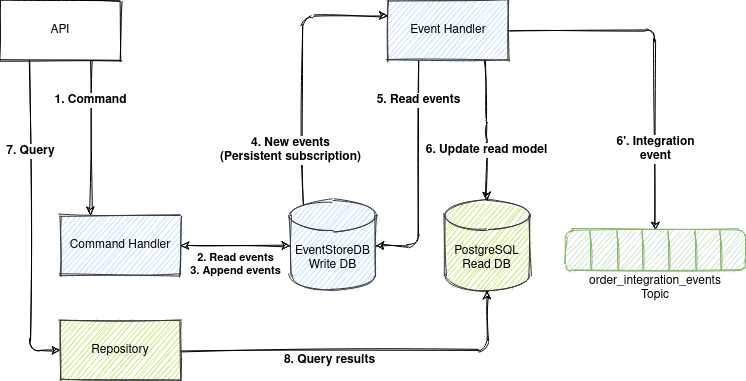 API
Event Handler
1. Command
5. Read events
4. New events
(Persistent subscription)
6. Update read model
6'. Integration
event
7. Query
Command Handler
2. Read events
3. Append events
EventStoreDB
Write DB
PostgreSQL
Read DB
order_integration_events
Topic
Repository
8. Query results